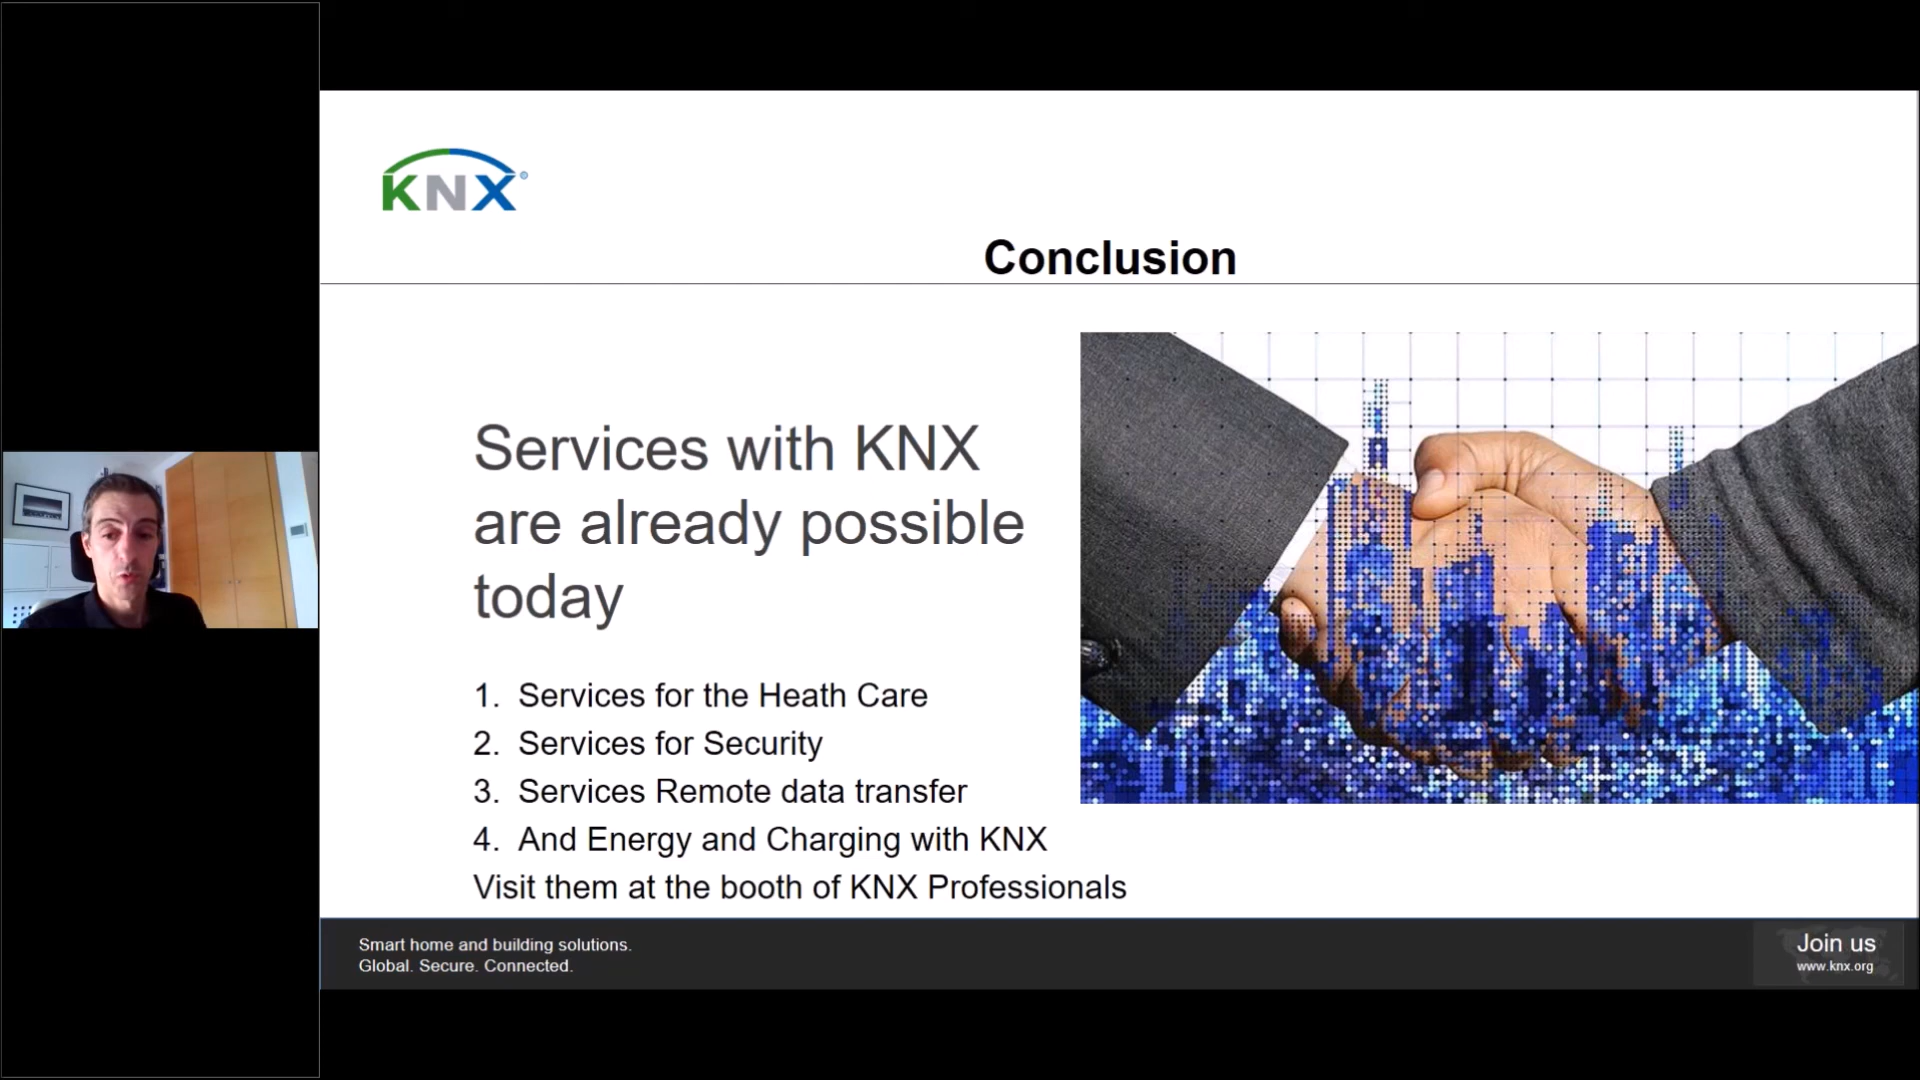 KNX®
Conclusion
Services with KNX
are already possible
today
1. Services for the Heath Care
2. Services for Security
3. Services Remote data transfer
4. And Energy and Charging with KNX
Visit them at the booth of KNX Professionals
Smart home and building solutions.
Global. Secure. Connected.
Join us
www.knx.org